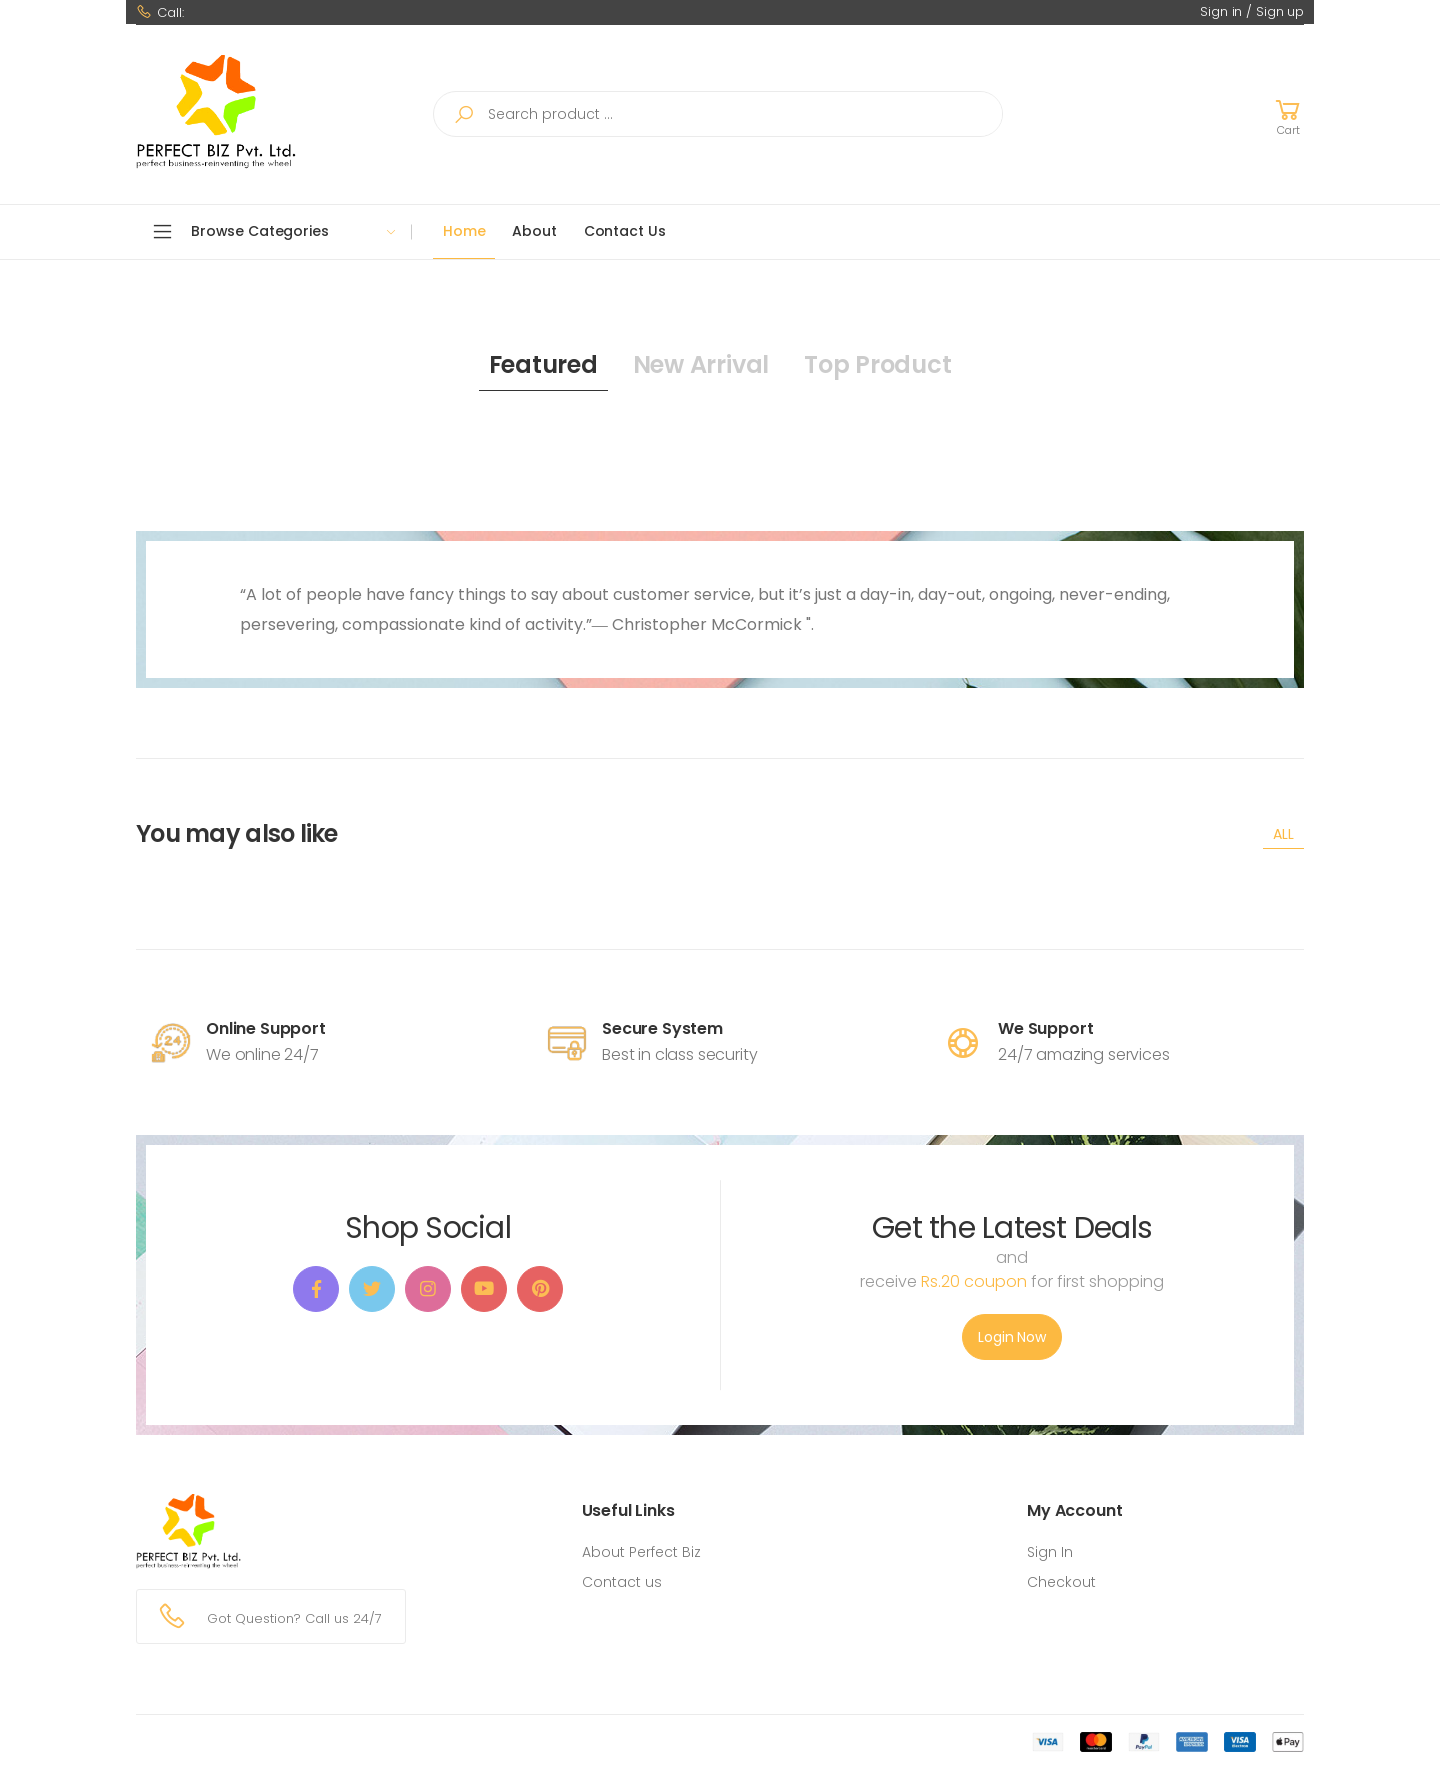 Call:
Sign in / Sign up
PERFECT BIZ Pvt. Ltd.
perfect business-reinventing the wheel
Search product ...
Cart
Browse Categories
Home
About
Contact Us
Featured
New Arrival
Top Product
“A lot of people have fancy things to say about customer service, but it’s just a day-in, day-out, ongoing, never-ending,
persevering, compassionate kind of activity.”― Christopher McCormick ".
You may also like
ALL
24
Online Support
We online 24/7
Secure System
Best in class security
We Support
24/7 amazing services
Shop Social
Get the Latest Deals
and
receive Rs.20 coupon for first shopping
Login Now
PERFECT BIZ Pvt. Ltd.
perfect business-reinventing the wheel
Got Question? Call us 24/7
Useful Links
About Perfect Biz
Contact us
My Account
Sign In
Checkout
VISA
PayPal
VISA
Pay